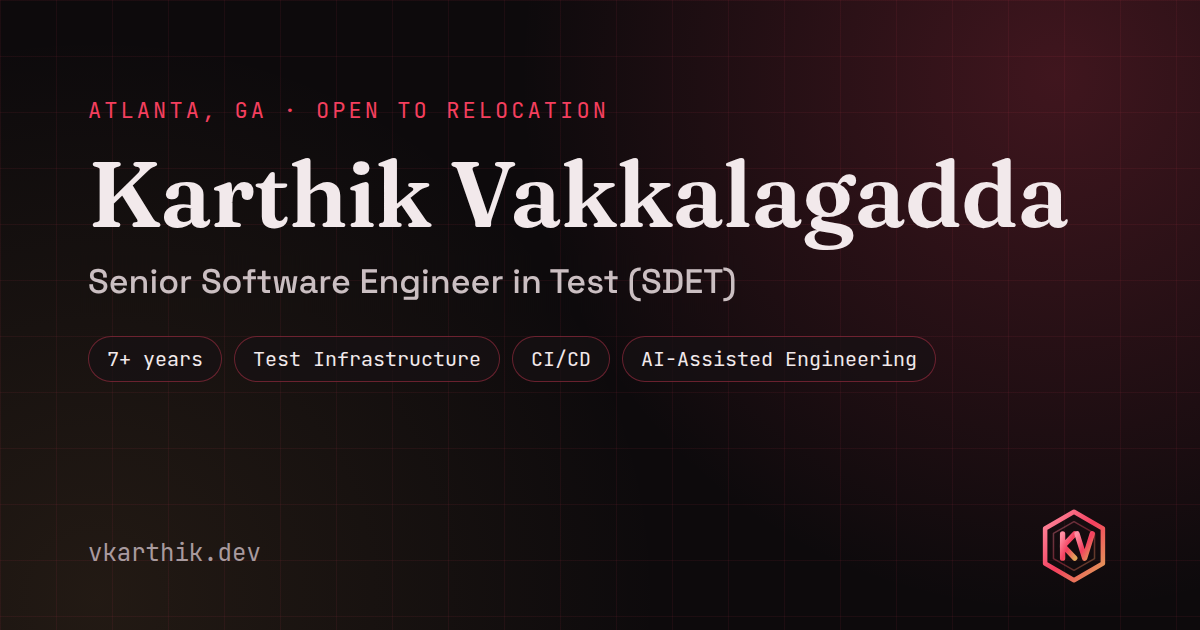 ATLANTA, GA · OPEN TO RELOCATION
Karthik Vakkalagadda
Senior Software Engineer in Test (SDET)
7+ years Test Infrastructure CI/CD AI-Assisted Engineering
vkarthik.dev
KV